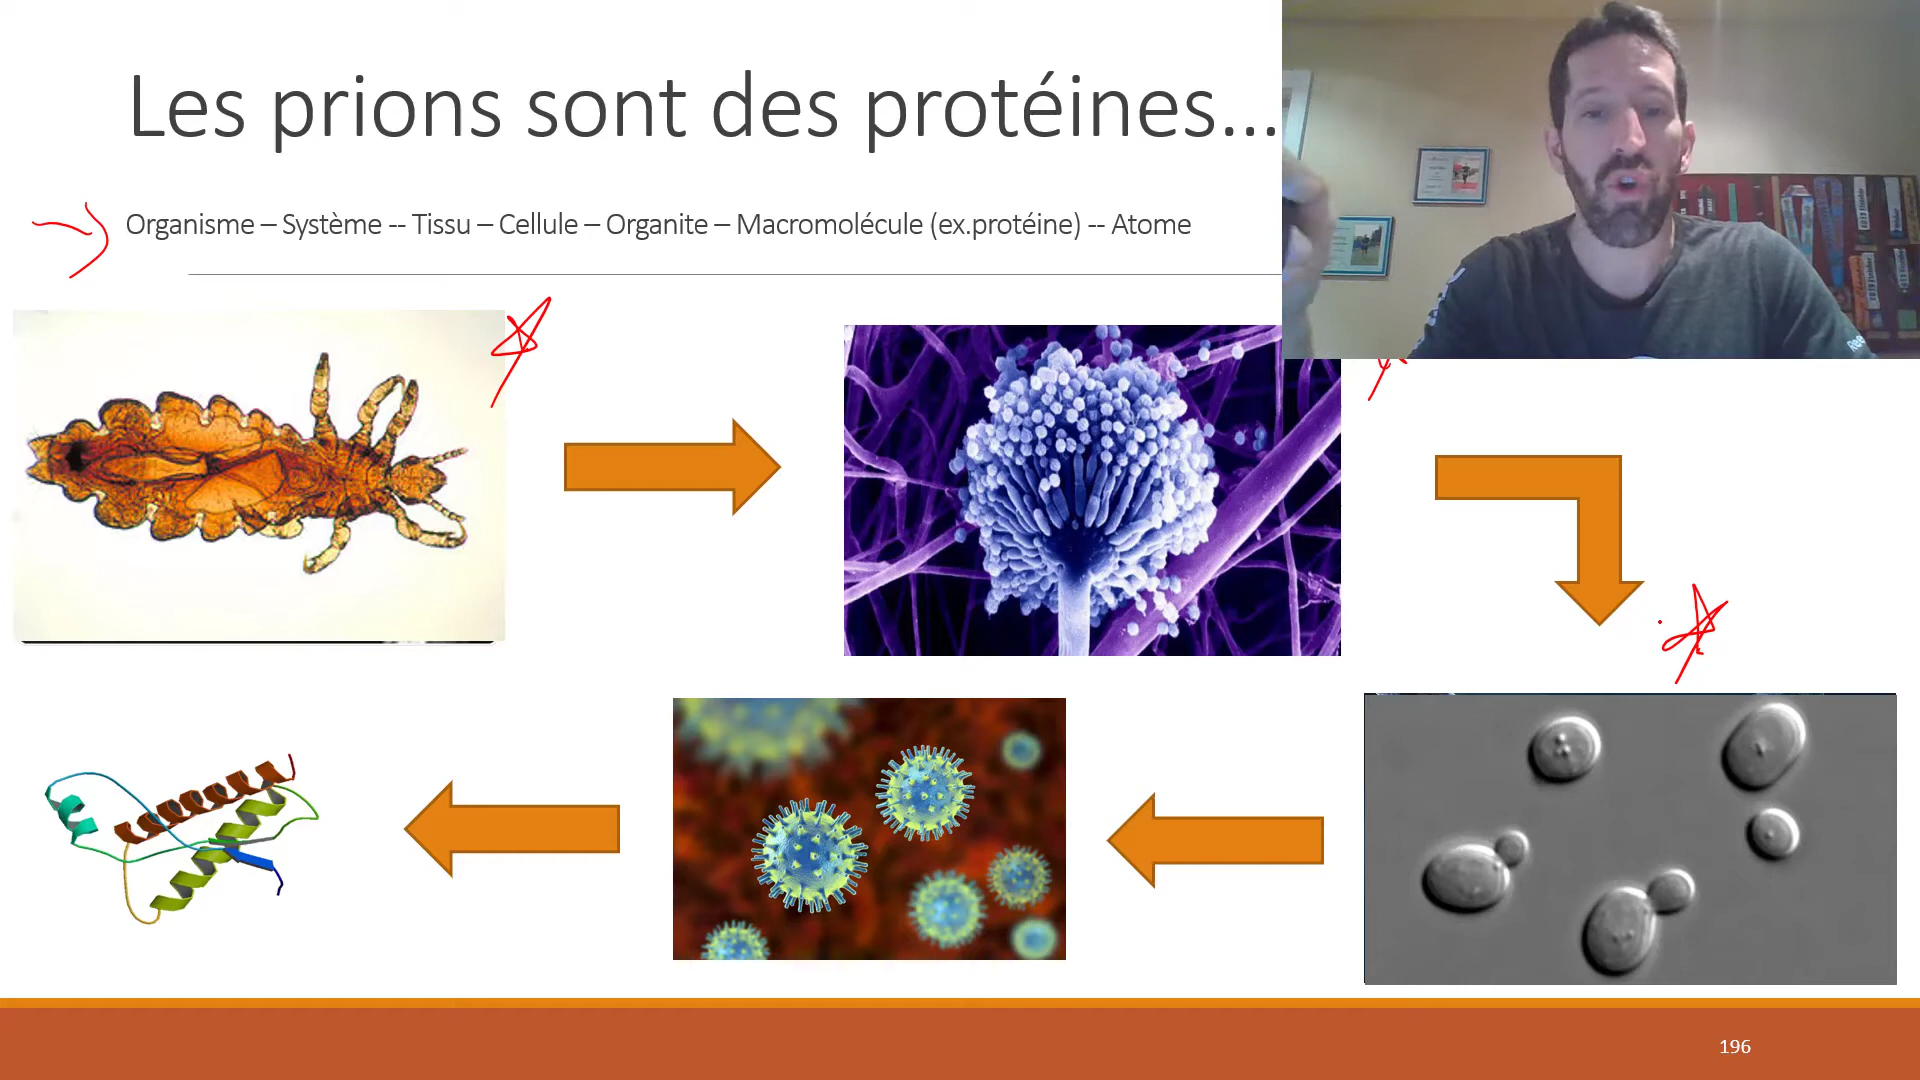 Les prions sont des protéines...
Organisme – Système -- Tissu – Cellule – Organite – Macromolécule (ex.protéine) -- Atome
196